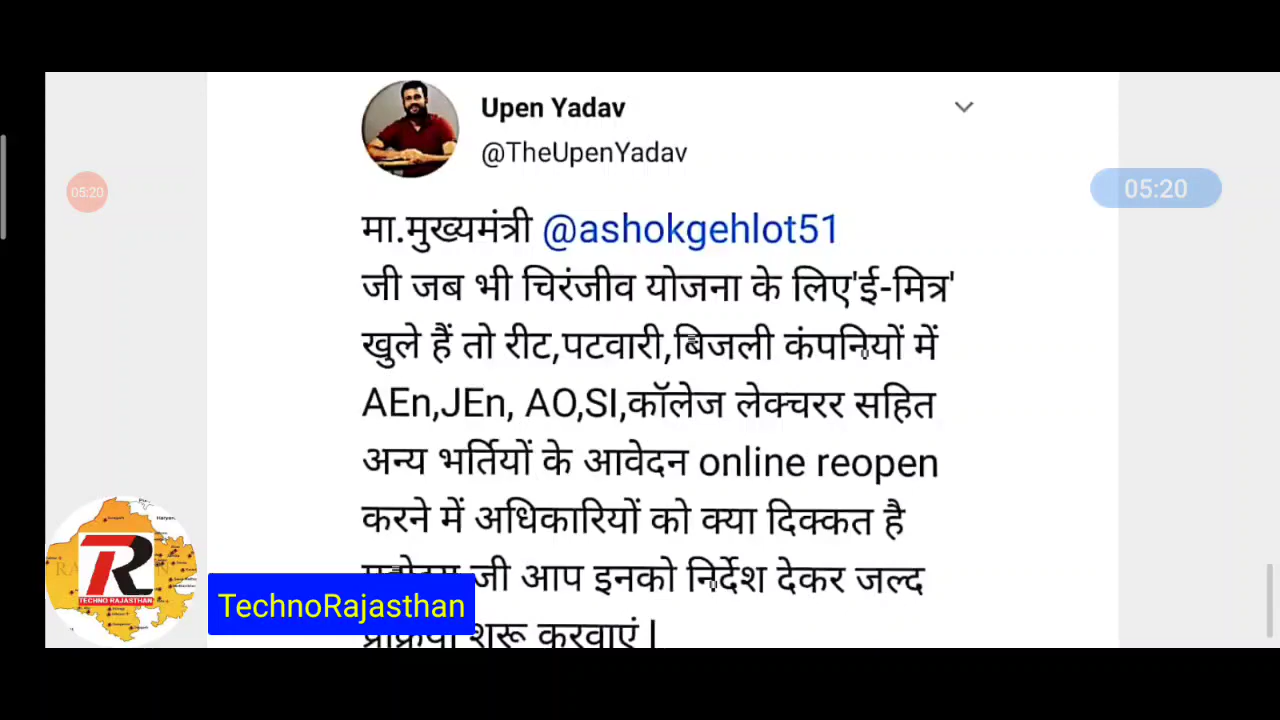 Upen Yadav
@TheUpenYadav
05:20
05:20
मा.मुख्यमंत्री @ashokgehlot51
जी जब भी चिरंजीव योजना के लिए'ई-मित्र'
खुले हैं तो रीट,पटवारी,बिजली कंपनियों में
AEn,JEn, AO,SI,कॉलेज लेक्चरर सहित
अन्य भर्तियों के आवेदन online reopen
करने में अधिकारियों को क्या दिक्कत है
जी आप इनको निर्देश देकर जल्द
शुरू करवाएं |
TR
TECHNO RAJASTHAN
TechnoRajasthan